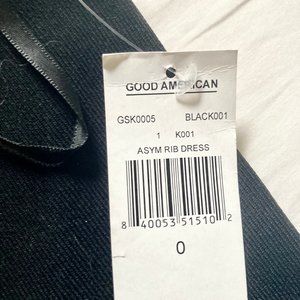 GOOD AMERICAN
GSK0005 BLACK001
1 K001
ASYM RIB DRESS
8 40053 51510 2
0